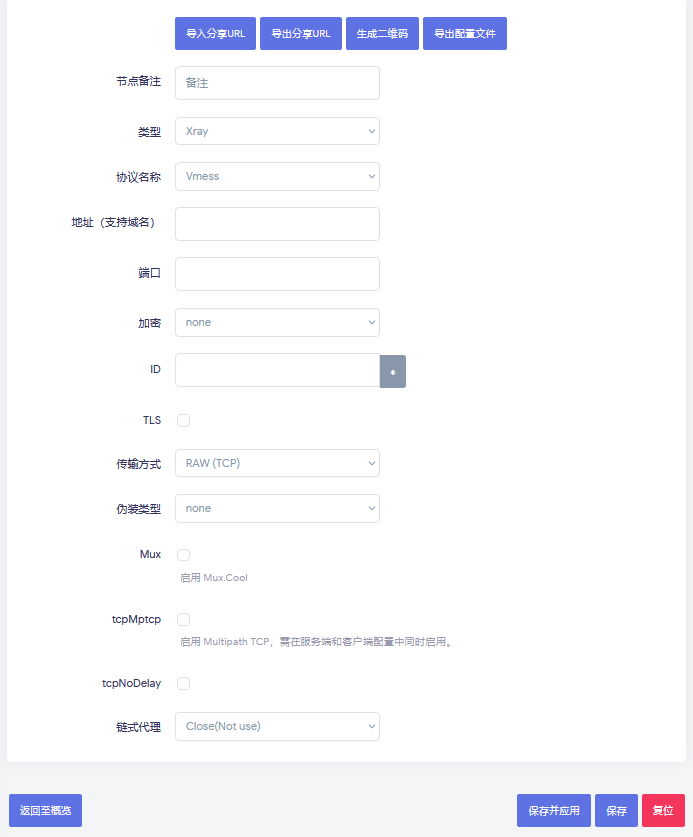 导入分享URL 导出分享URL 生成二维码 导出配置文件
节点备注 备注
类型 Xray
协议名称 Vmess
地址（支持域名）
端口
加密 none
ID *
TLS
传输方式 RAW (TCP)
伪装类型 none
Mux
启用 Mux.Cool
tcpMptcp
启用 Multipath TCP，需在服务端和客户端配置中同时启用。
tcpNoDelay
链式代理 Close(Not use)
返回至概览 保存并应用 保存 复位